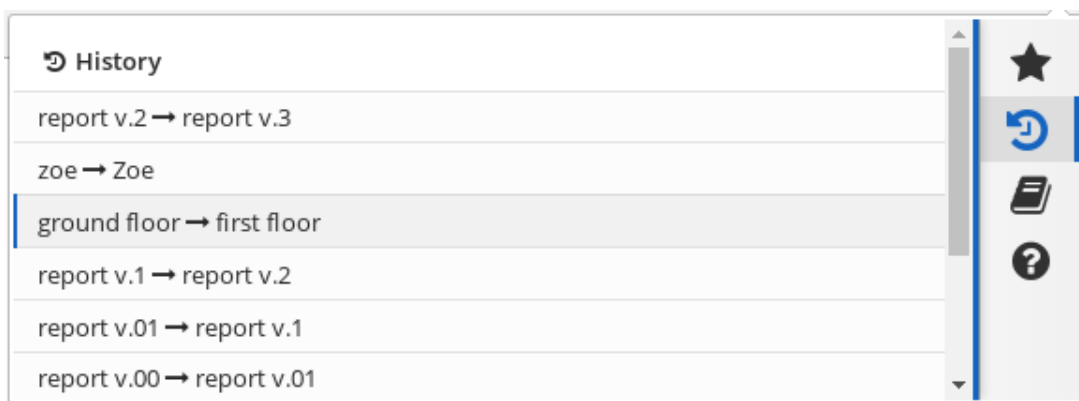 History
report v.2 → report v.3
zoe → Zoe
ground floor → first floor
report v.1 → report v.2
report v.01 → report v.1
report v.00 → report v.01